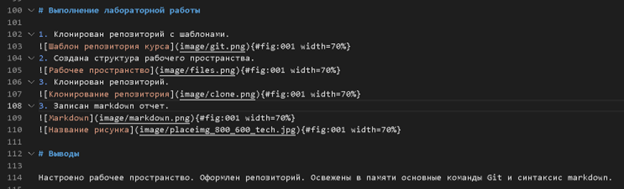 100 # Выполнение лабораторной работы
101
102 1. Клонирован репозиторий с шаблонами.
103 ![Шаблон репозитория курса](image/git.png){#fig:001 width=70%}
104 2. Создана структура рабочего пространства.
105 ![Рабочее пространство](image/files.png){#fig:001 width=70%}
106 3. Клонирован репозиторий.
107 ![Клонирование репозитория](image/clone.png){#fig:001 width=70%}
108 3. Записан markdown отчет.
109 ![Markdown](image/markdown.png){#fig:001 width=70%}
110 ![Название рисунка](image/placeimg_800_600_tech.jpg){#fig:001 width=70%}
111
112 # Выводы
113
114 Настроено рабочее пространство. Оформлен репозиторий. Освежены в памяти основные команды Git и синтаксис markdown.